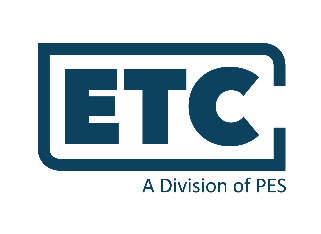 ETC
A Division of PES